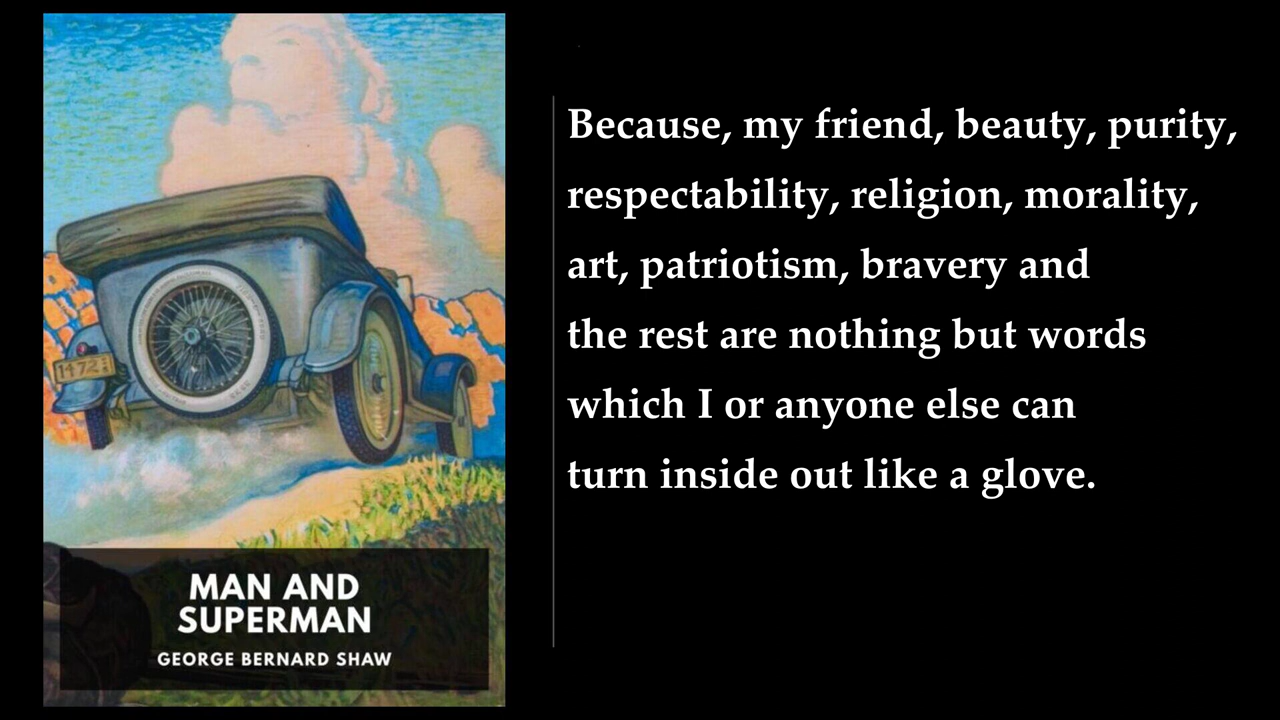 1472
MAN AND
SUPERMAN
GEORGE BERNARD SHAW
Because, my friend, beauty, purity,
respectability, religion, morality,
art, patriotism, bravery and
the rest are nothing but words
which I or anyone else can
turn inside out like a glove.